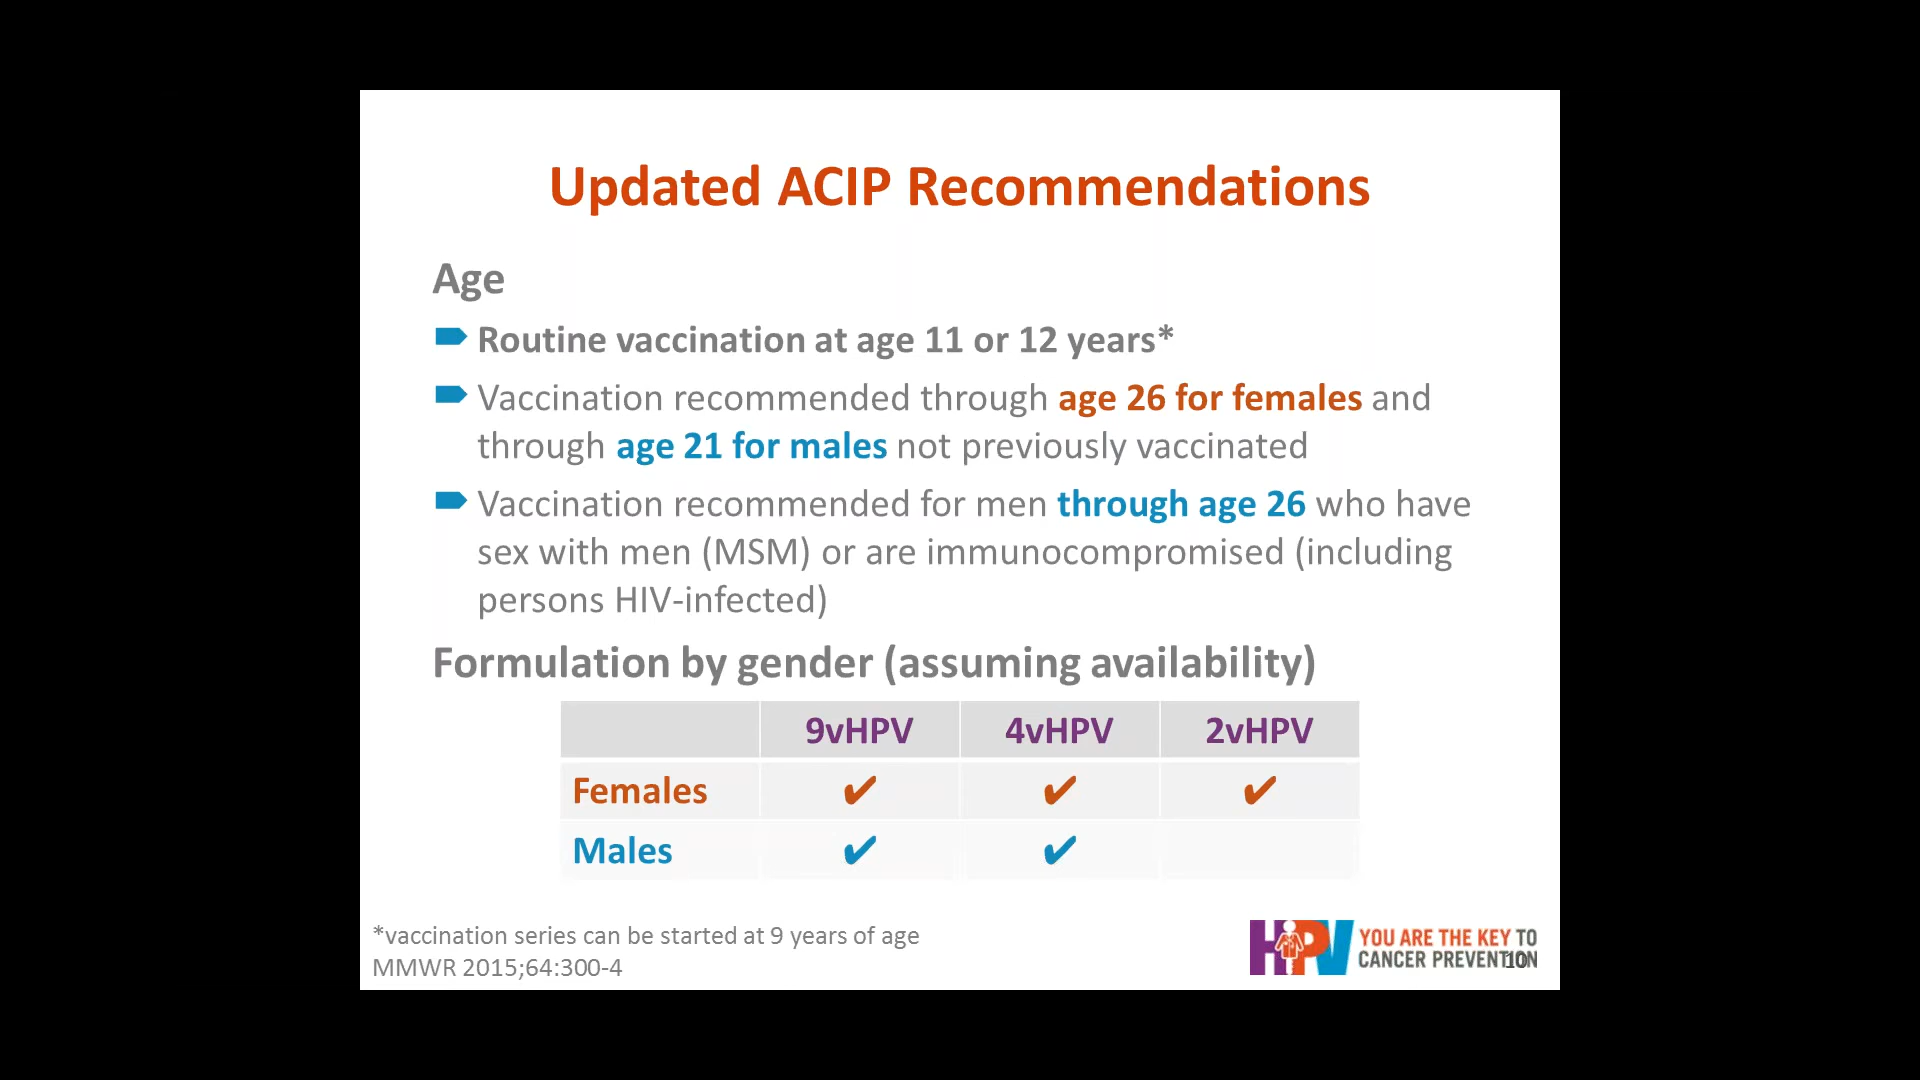 Updated ACIP Recommendations
Age
Routine vaccination at age 11 or 12 years*
Vaccination recommended through age 26 for females and
through age 21 for males not previously vaccinated
Vaccination recommended for men through age 26 who have
sex with men (MSM) or are immunocompromised (including
persons HIV-infected)
Formulation by gender (assuming availability)
9vHPV 4vHPV 2vHPV
Females ✔ ✔ ✔
Males ✔ ✔
*vaccination series can be started at 9 years of age
MMWR 2015;64:300-4
HPV
YOU ARE THE KEY TO
CANCER PREVENTION
10